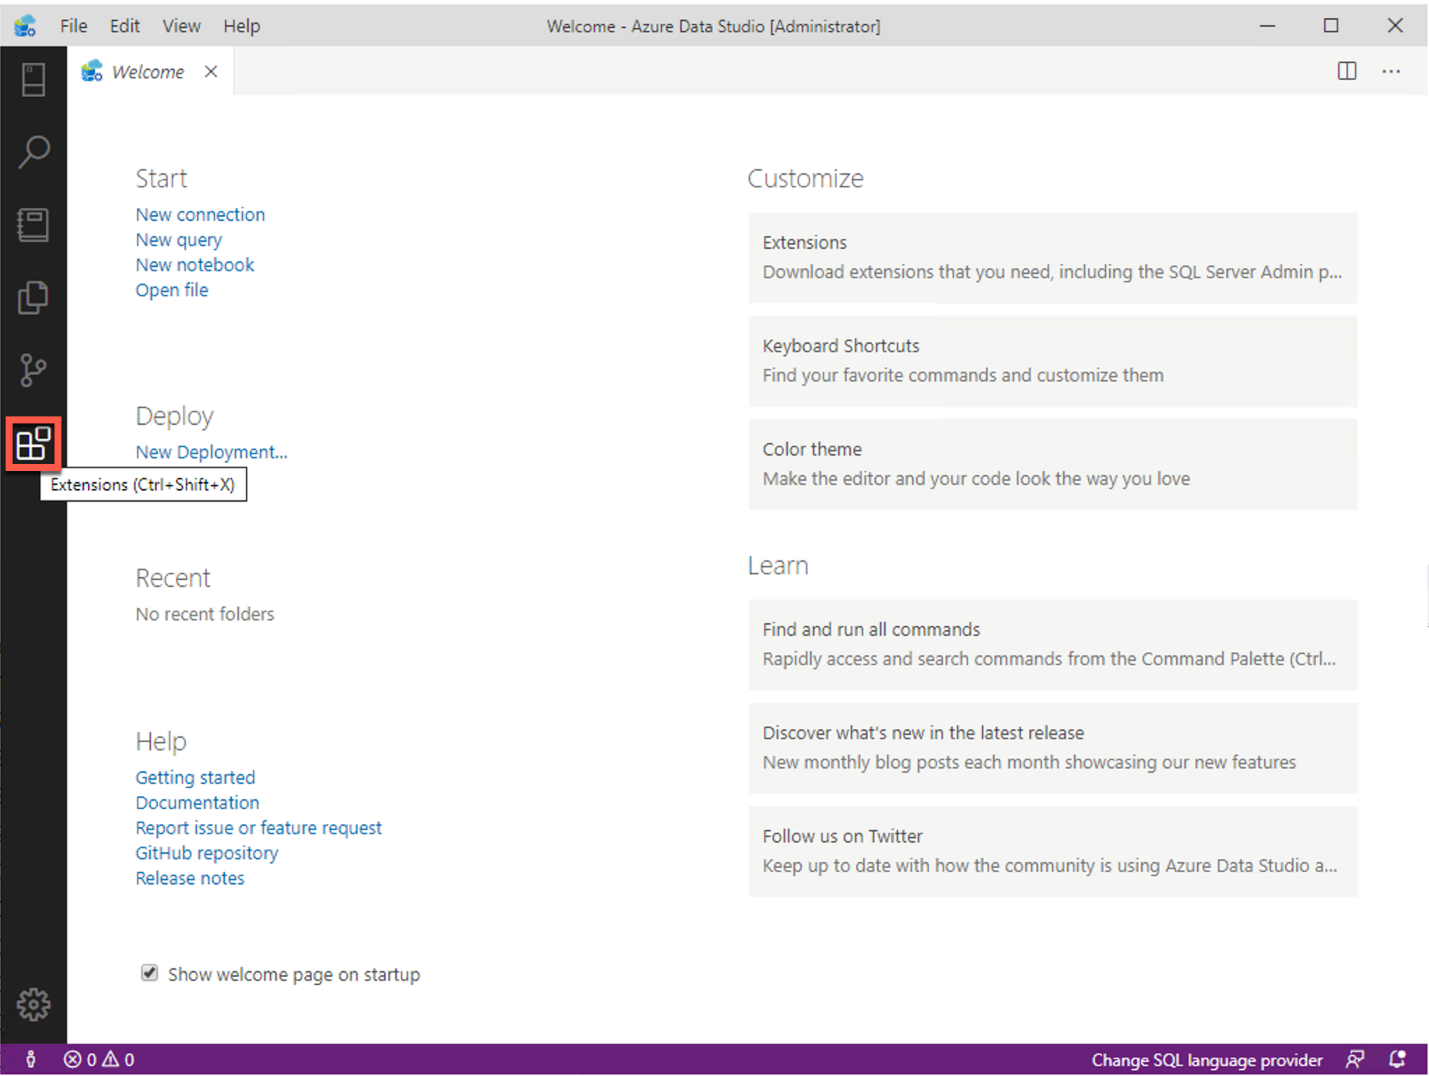 File Edit View Help
Welcome - Azure Data Studio [Administrator]
Welcome
Start
New connection
New query
New notebook
Open file
Deploy
New Deployment...
Extensions (Ctrl+Shift+X)
Recent
No recent folders
Help
Getting started
Documentation
Report issue or feature request
GitHub repository
Release notes
Show welcome page on startup
Customize
Extensions
Download extensions that you need, including the SQL Server Admin p...
Keyboard Shortcuts
Find your favorite commands and customize them
Color theme
Make the editor and your code look the way you love
Learn
Find and run all commands
Rapidly access and search commands from the Command Palette (Ctrl...
Discover what's new in the latest release
New monthly blog posts each month showcasing our new features
Follow us on Twitter
Keep up to date with how the community is using Azure Data Studio a...
0 0
Change SQL language provider